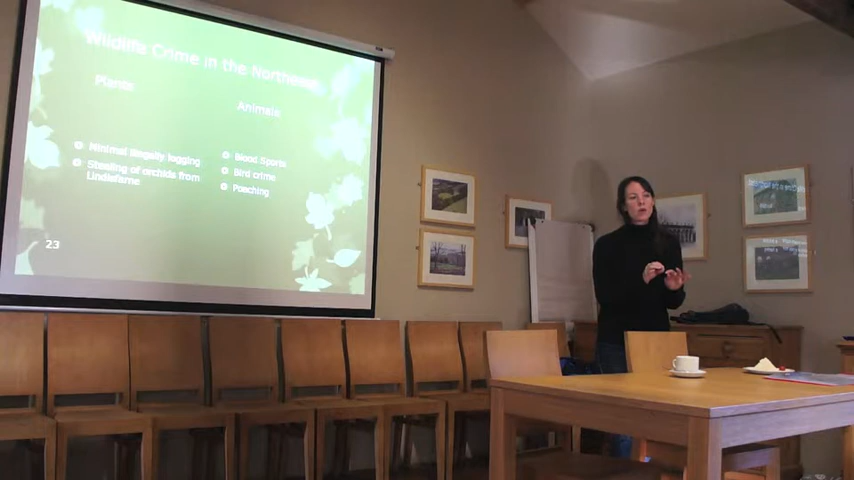 Wildlife Crime in the Northeast
Plants
Animals
Minimal illegally logging
Stealing of orchids from
Lindisfarne
Blood Sports
Bird crime
Poaching
23